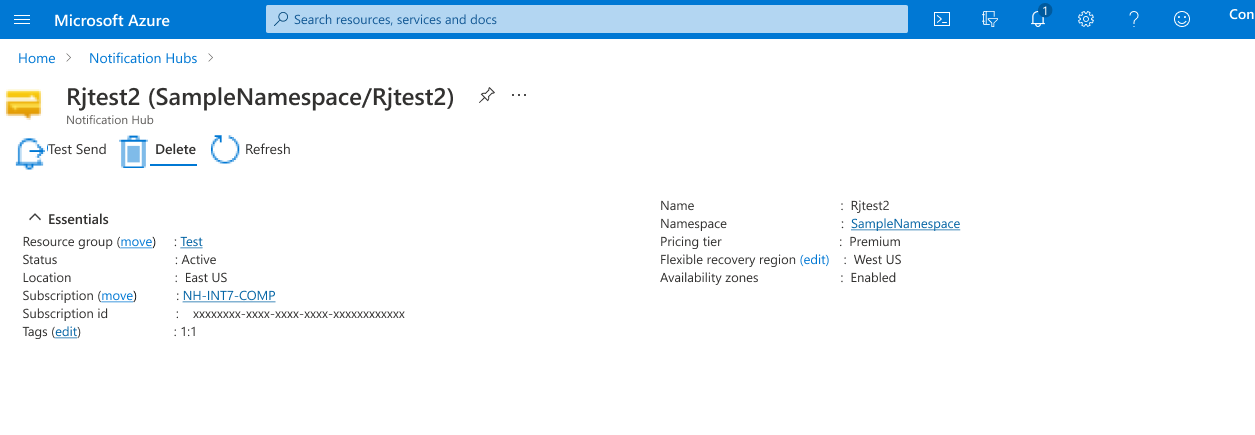 Microsoft Azure
Search resources, services and docs
1
Con
Home > Notification Hubs >
Rjtest2 (SampleNamespace/Rjtest2) ...
Notification Hub
Test Send Delete Refresh
Essentials
Resource group (move) : Test
Status : Active
Location : East US
Subscription (move) : NH-INT7-COMP
Subscription id : xxxxxxxx-xxxx-xxxx-xxxx-xxxxxxxxxxxx
Tags (edit) : 1:1
Name : Rjtest2
Namespace : SampleNamespace
Pricing tier : Premium
Flexible recovery region (edit) : West US
Availability zones : Enabled